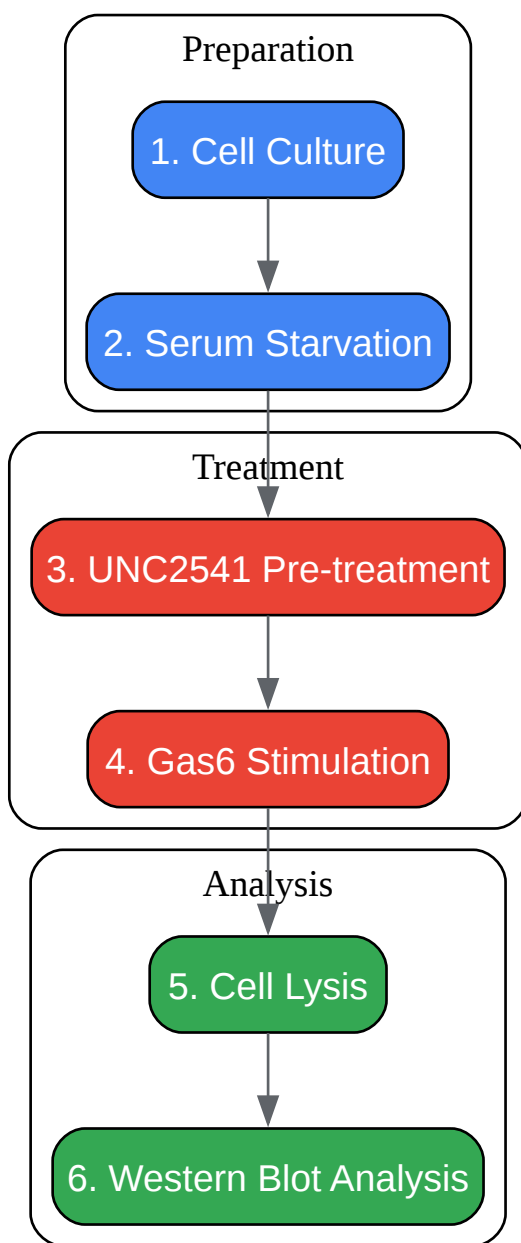 Preparation
1. Cell Culture
2. Serum Starvation
Treatment
3. UNC2541 Pre-treatment
4. Gas6 Stimulation
Analysis
5. Cell Lysis
6. Western Blot Analysis